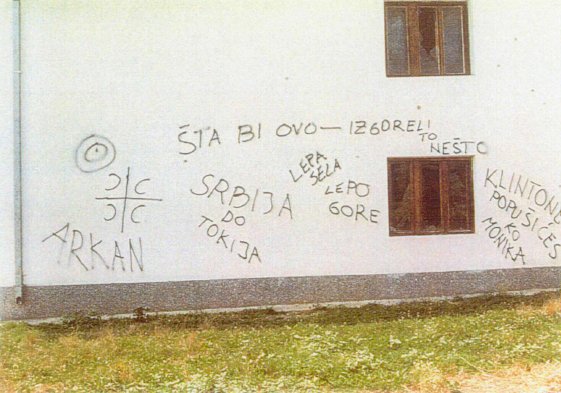 ŠTA BI OVO – IZGORELI
TO
NEŠTO
C C
C C
ARKAN
SRBIJA
DO
TOKIJA
LEPA
SELA
LEPO
GORE
KLINTONE
POPUŠIĆEŠ
KO
MONIKA